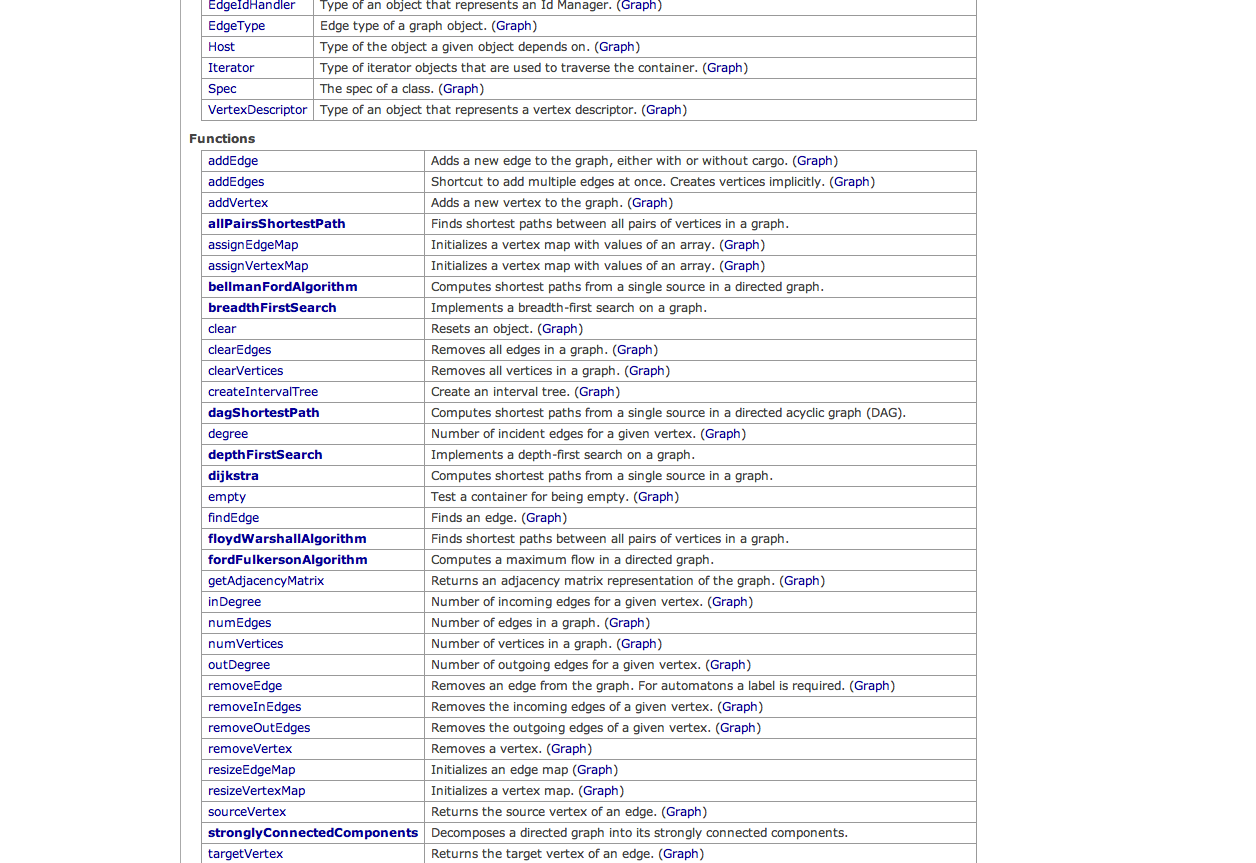 EdgeIdHandler Type of an object that represents an Id Manager. (Graph)
EdgeType Edge type of a graph object. (Graph)
Host Type of the object a given object depends on. (Graph)
Iterator Type of iterator objects that are used to traverse the container. (Graph)
Spec The spec of a class. (Graph)
VertexDescriptor Type of an object that represents a vertex descriptor. (Graph)
Functions
addEdge Adds a new edge to the graph, either with or without cargo. (Graph)
addEdges Shortcut to add multiple edges at once. Creates vertices implicitly. (Graph)
addVertex Adds a new vertex to the graph. (Graph)
allPairsShortestPath Finds shortest paths between all pairs of vertices in a graph.
assignEdgeMap Initializes a vertex map with values of an array. (Graph)
assignVertexMap Initializes a vertex map with values of an array. (Graph)
bellmanFordAlgorithm Computes shortest paths from a single source in a directed graph.
breadthFirstSearch Implements a breadth-first search on a graph.
clear Resets an object. (Graph)
clearEdges Removes all edges in a graph. (Graph)
clearVertices Removes all vertices in a graph. (Graph)
createIntervalTree Create an interval tree. (Graph)
dagShortestPath Computes shortest paths from a single source in a directed acyclic graph (DAG).
degree Number of incident edges for a given vertex. (Graph)
depthFirstSearch Implements a depth-first search on a graph.
dijkstra Computes shortest paths from a single source in a graph.
empty Test a container for being empty. (Graph)
findEdge Finds an edge. (Graph)
floydWarshallAlgorithm Finds shortest paths between all pairs of vertices in a graph.
fordFulkersonAlgorithm Computes a maximum flow in a directed graph.
getAdjacencyMatrix Returns an adjacency matrix representation of the graph. (Graph)
inDegree Number of incoming edges for a given vertex. (Graph)
numEdges Number of edges in a graph. (Graph)
numVertices Number of vertices in a graph. (Graph)
outDegree Number of outgoing edges for a given vertex. (Graph)
removeEdge Removes an edge from the graph. For automatons a label is required. (Graph)
removeInEdges Removes the incoming edges of a given vertex. (Graph)
removeOutEdges Removes the outgoing edges of a given vertex. (Graph)
removeVertex Removes a vertex. (Graph)
resizeEdgeMap Initializes an edge map (Graph)
resizeVertexMap Initializes a vertex map. (Graph)
sourceVertex Returns the source vertex of an edge. (Graph)
stronglyConnectedComponents Decomposes a directed graph into its strongly connected components.
targetVertex Returns the target vertex of an edge. (Graph)